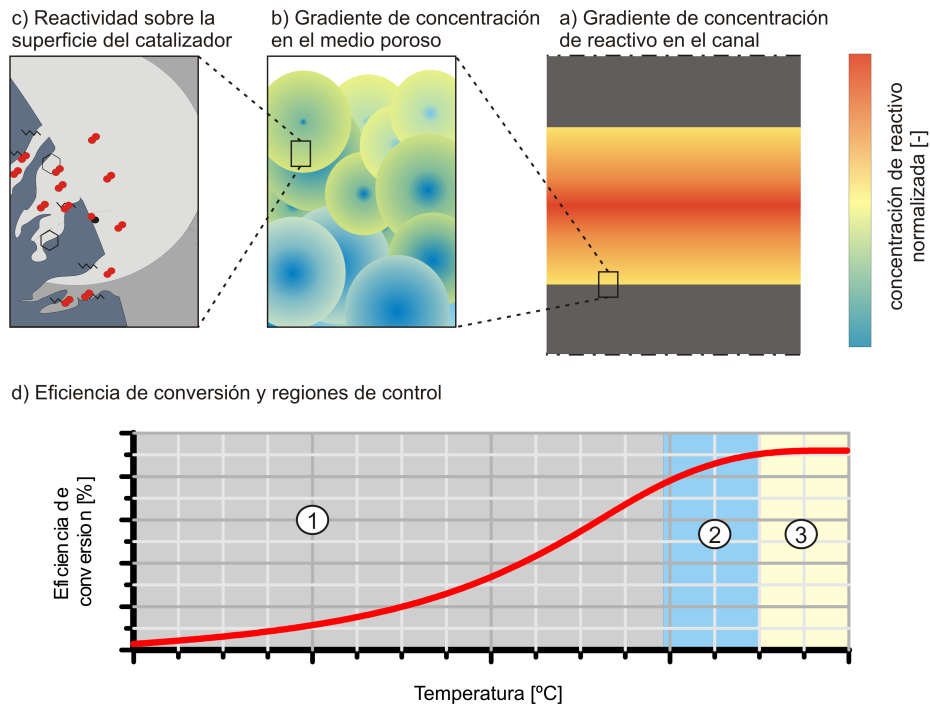 c) Reactividad sobre la
superficie del catalizador
b) Gradiente de concentración
en el medio poroso
a) Gradiente de concentración
de reactivo en el canal
concentración de reactivo
normalizada [-]
d) Eficiencia de conversión y regiones de control
Eficiencia de
conversion [%]
1
2
3
Temperatura [ºC]